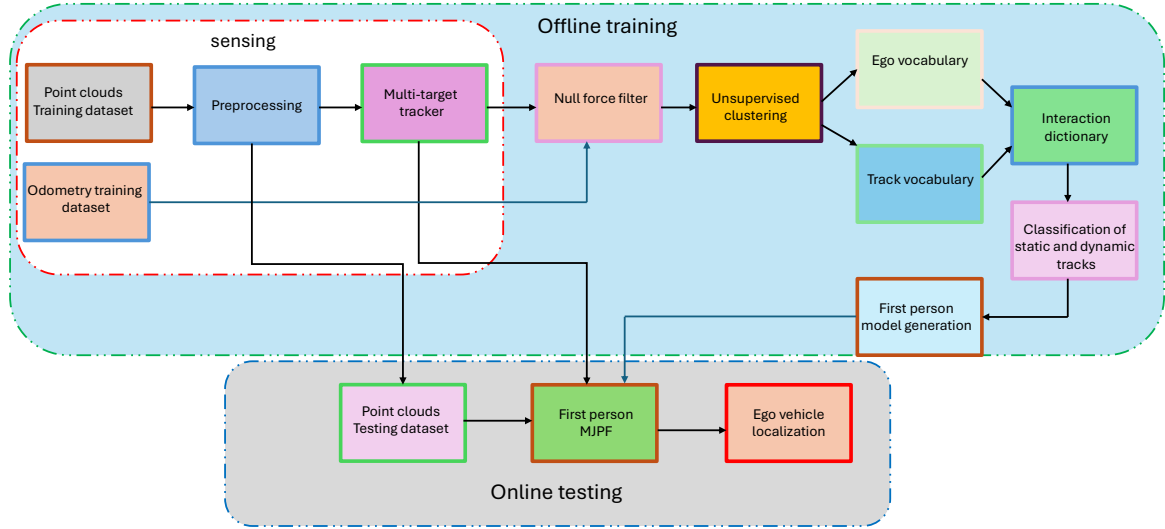 Offline training
sensing
Point clouds
Training dataset
Preprocessing
Multi-target
tracker
Null force filter
Unsupervised
clustering
Ego vocabulary
Track vocabulary
Interaction
dictionary
Odometry training
dataset
Classification of
static and dynamic
tracks
First person
model generation
Point clouds
Testing dataset
First person
MJPF
Ego vehicle
localization
Online testing